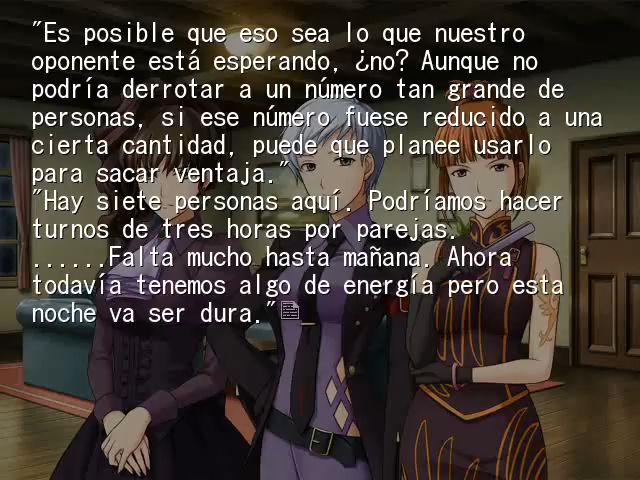 "Es posible que eso sea lo que nuestro
oponente está esperando, ¿no? Aunque no
podría derrotar a un número tan grande de
personas, si ese número fuese reducido a una
cierta cantidad, puede que planee usarlo
para sacar ventaja."
"Hay siete personas aquí. Podríamos hacer
turnos de tres horas por parejas.
......Falta mucho hasta mañana. Ahora
todavía tenemos algo de energía pero esta
noche va ser dura."